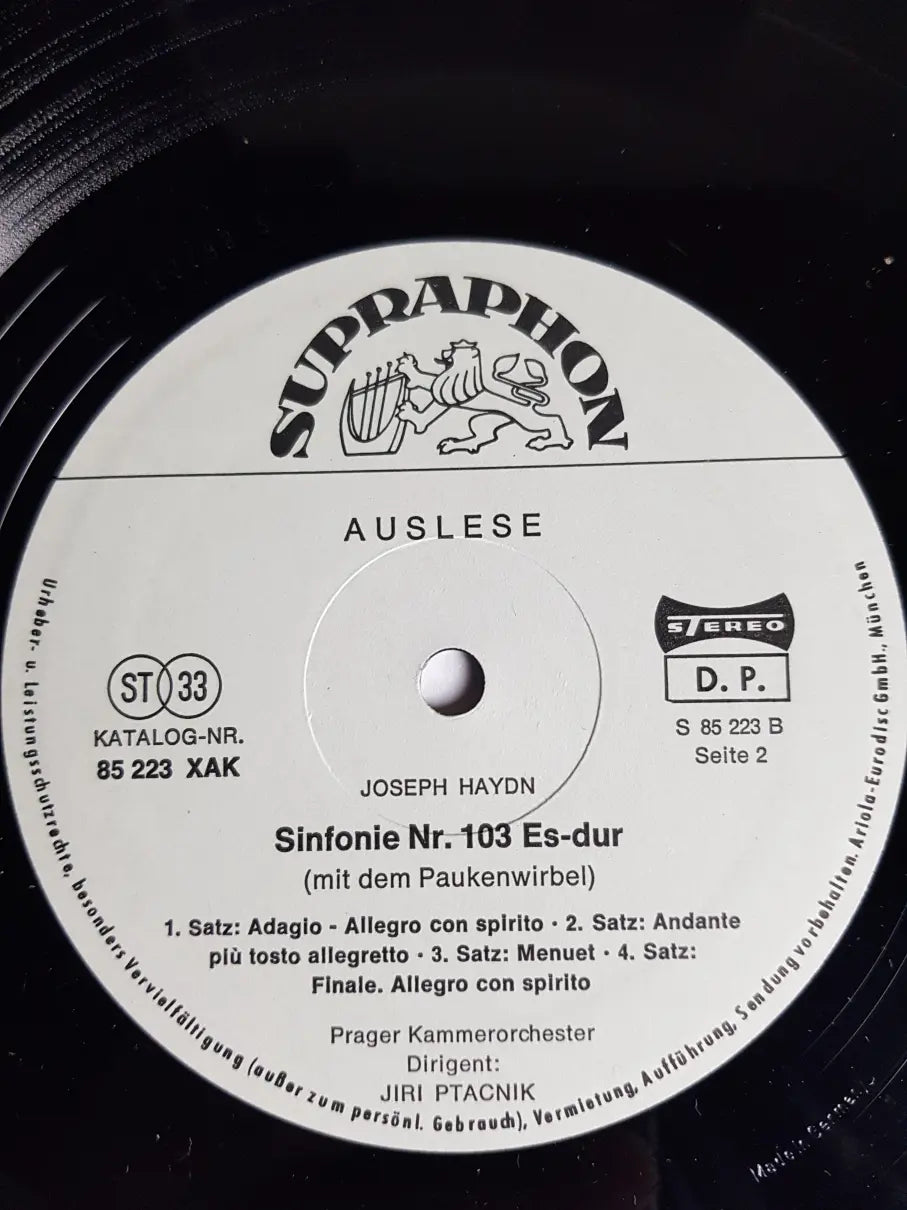 SUPRAPHON
AUSLESE
ST 33
KATALOG-NR.
85 223 XAK
STEREO
D. P.
S 85 223 B
Seite 2
JOSEPH HAYDN
Sinfonie Nr. 103 Es-dur
(mit dem Paukenwirbel)
1. Satz: Adagio - Allegro con spirito · 2. Satz: Andante
più tosto allegretto · 3. Satz: Menuet · 4. Satz:
Finale. Allegro con spirito
Prager Kammerorchester
Dirigent:
JIRI PTACNIK
Urheber- u. Leistungsschutzrechte, besonders Vervielfältigung (außer zum persönl. Gebrauch), Vermietung, Aufführung, Sendung vorbehalten. Ariola-Eurodisc GmbH., München
Made in Germany